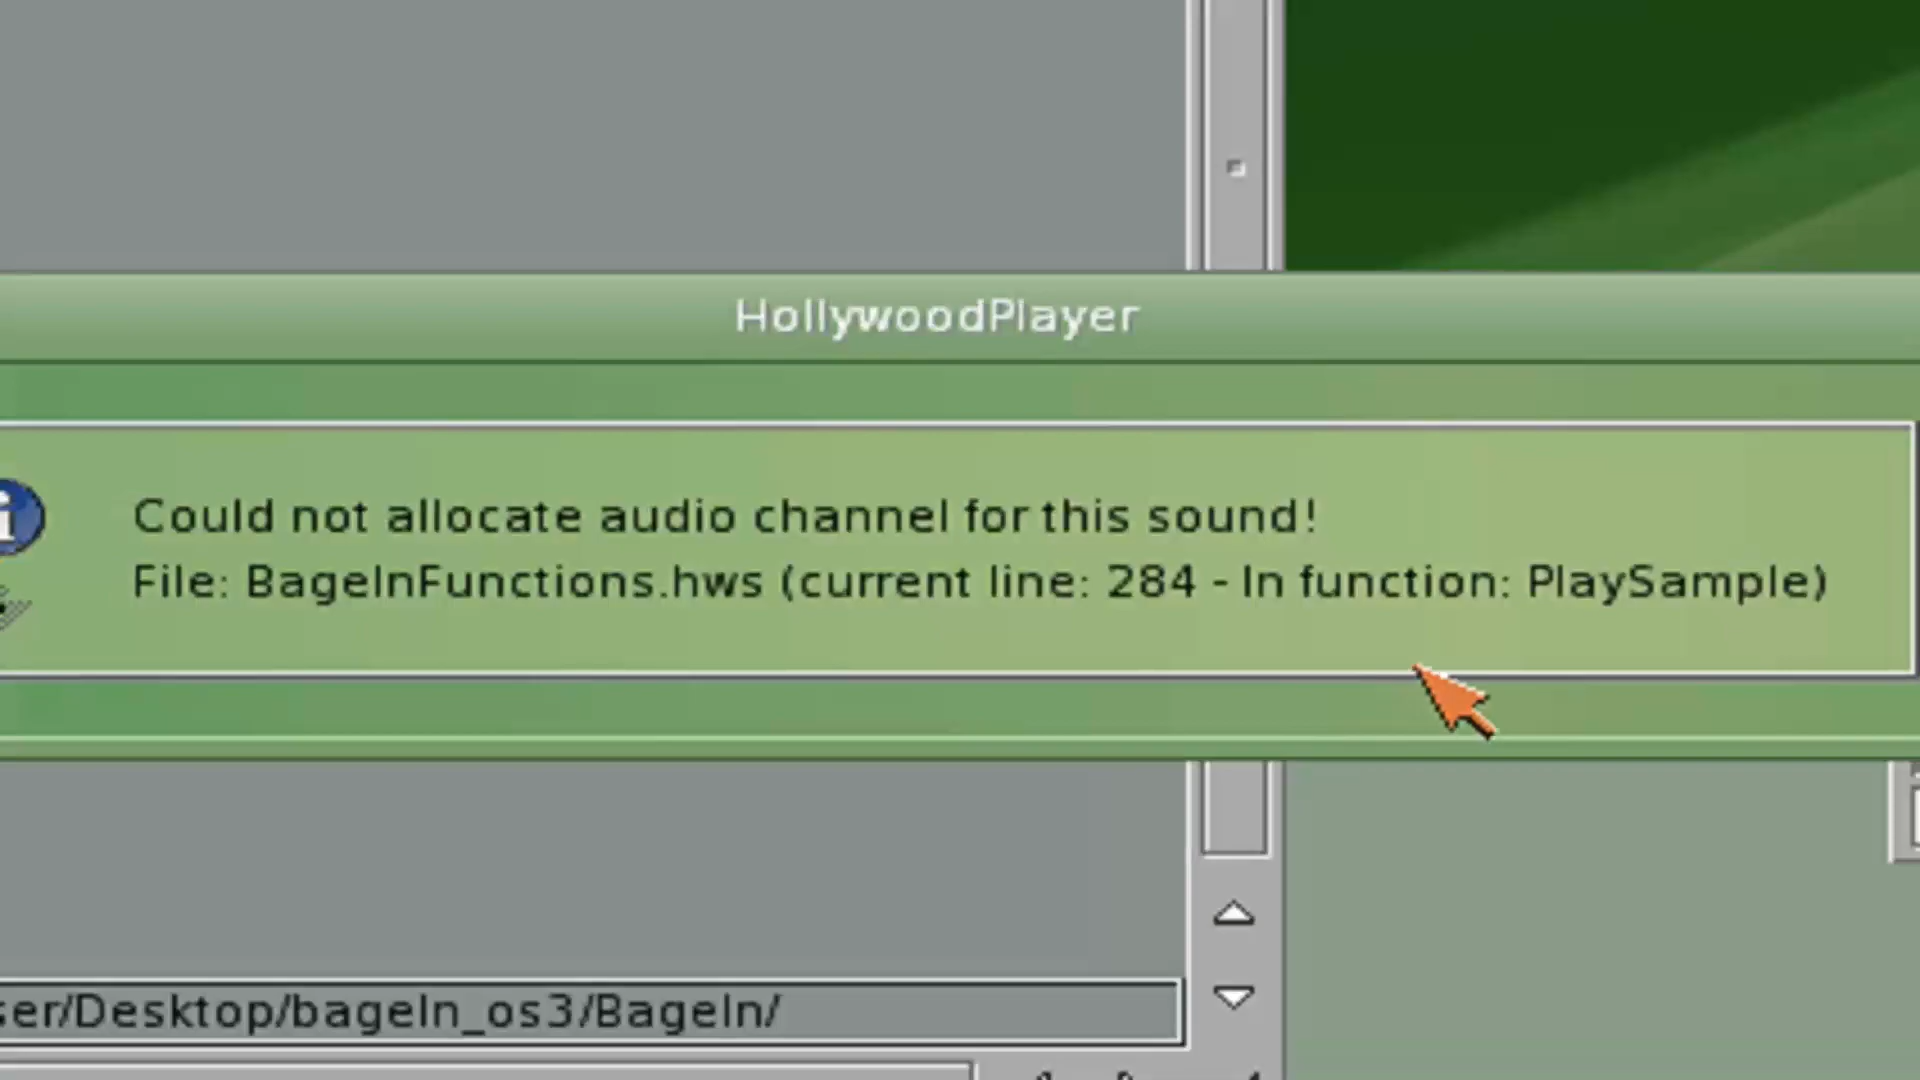 HollywoodPlayer
Could not allocate audio channel for this sound!
File: BageInFunctions.hws (current line: 284 - In function: PlaySample)
ser/Desktop/bageIn_os3/BageIn/